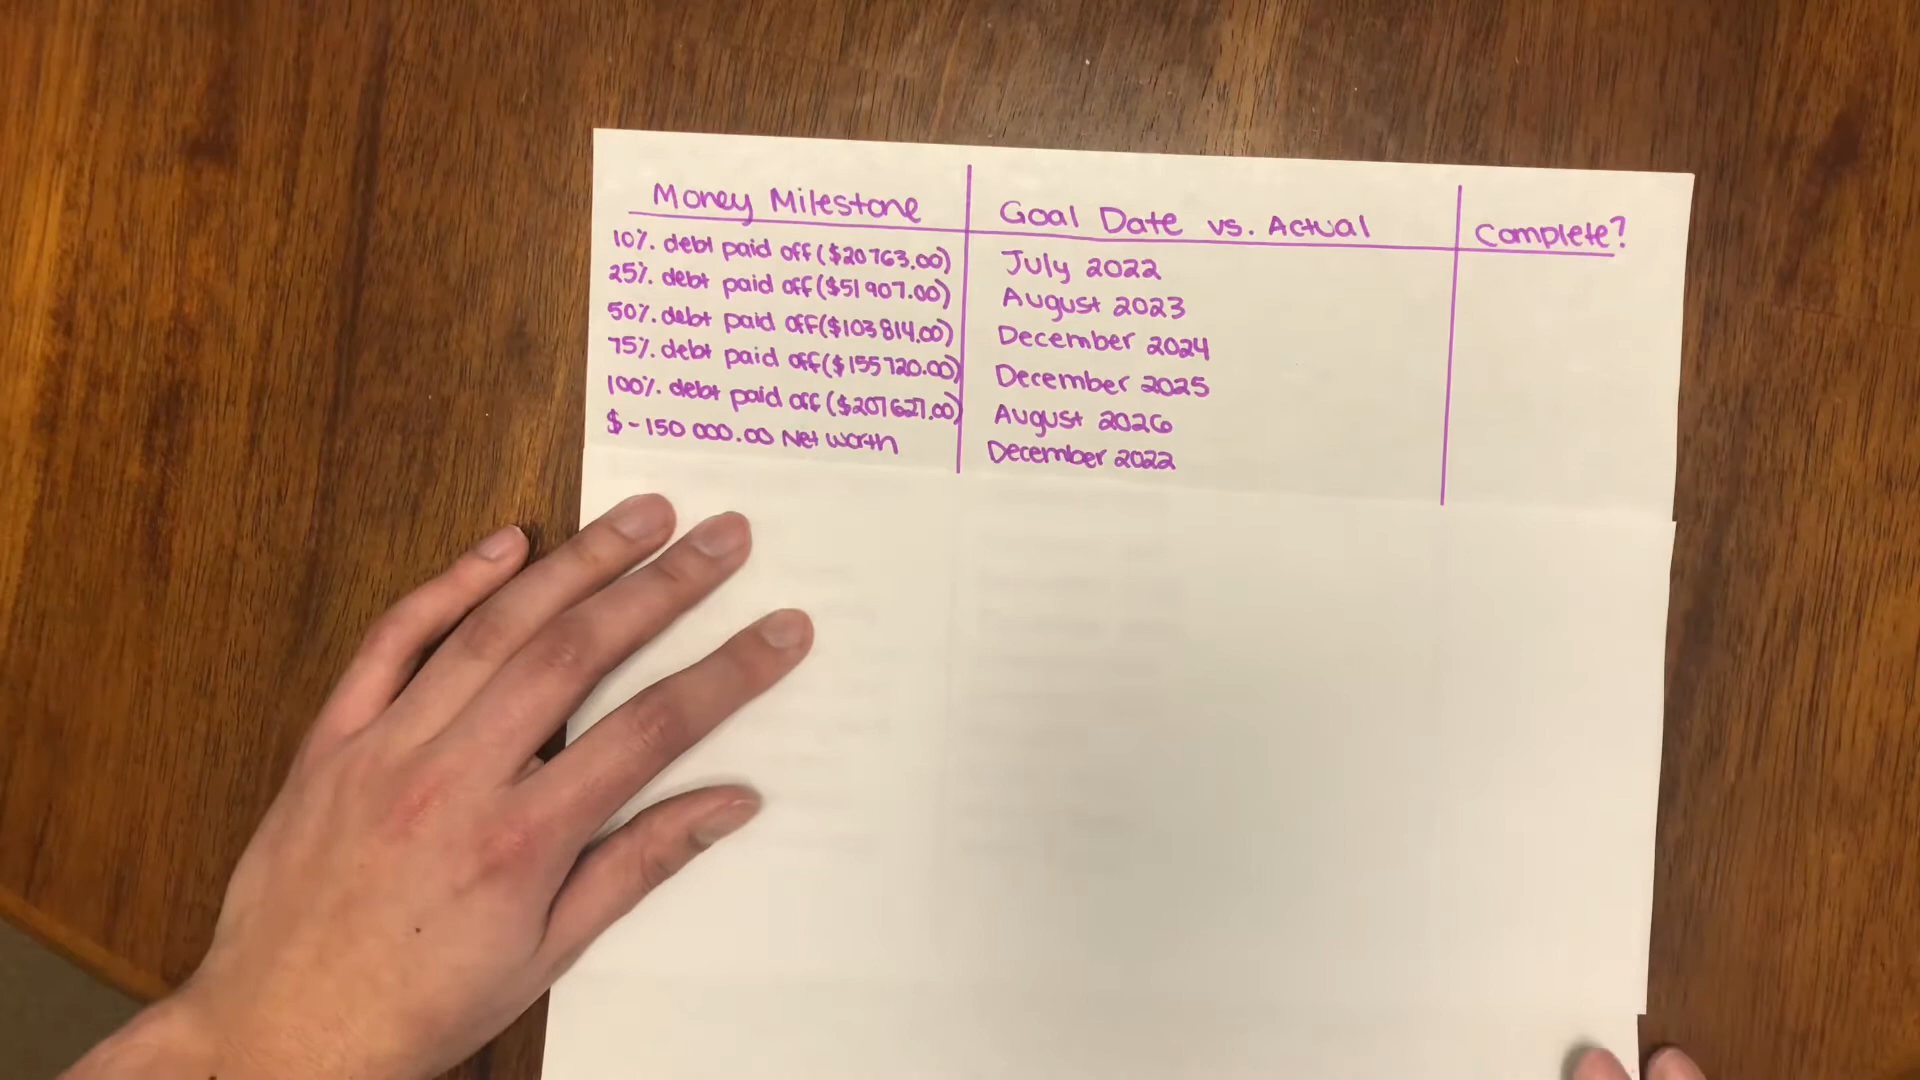 Money Milestone Goal Date vs. Actual Complete?
10%. debt paid off ($20763.00) July 2022
25%. debt paid off ($51907.00) August 2023
50%. debt paid off ($103814.00) December 2024
75%. debt paid off ($155720.00) December 2025
100%. debt paid off ($207627.00) August 2026
$-150 000.00 Net Worth December 2022